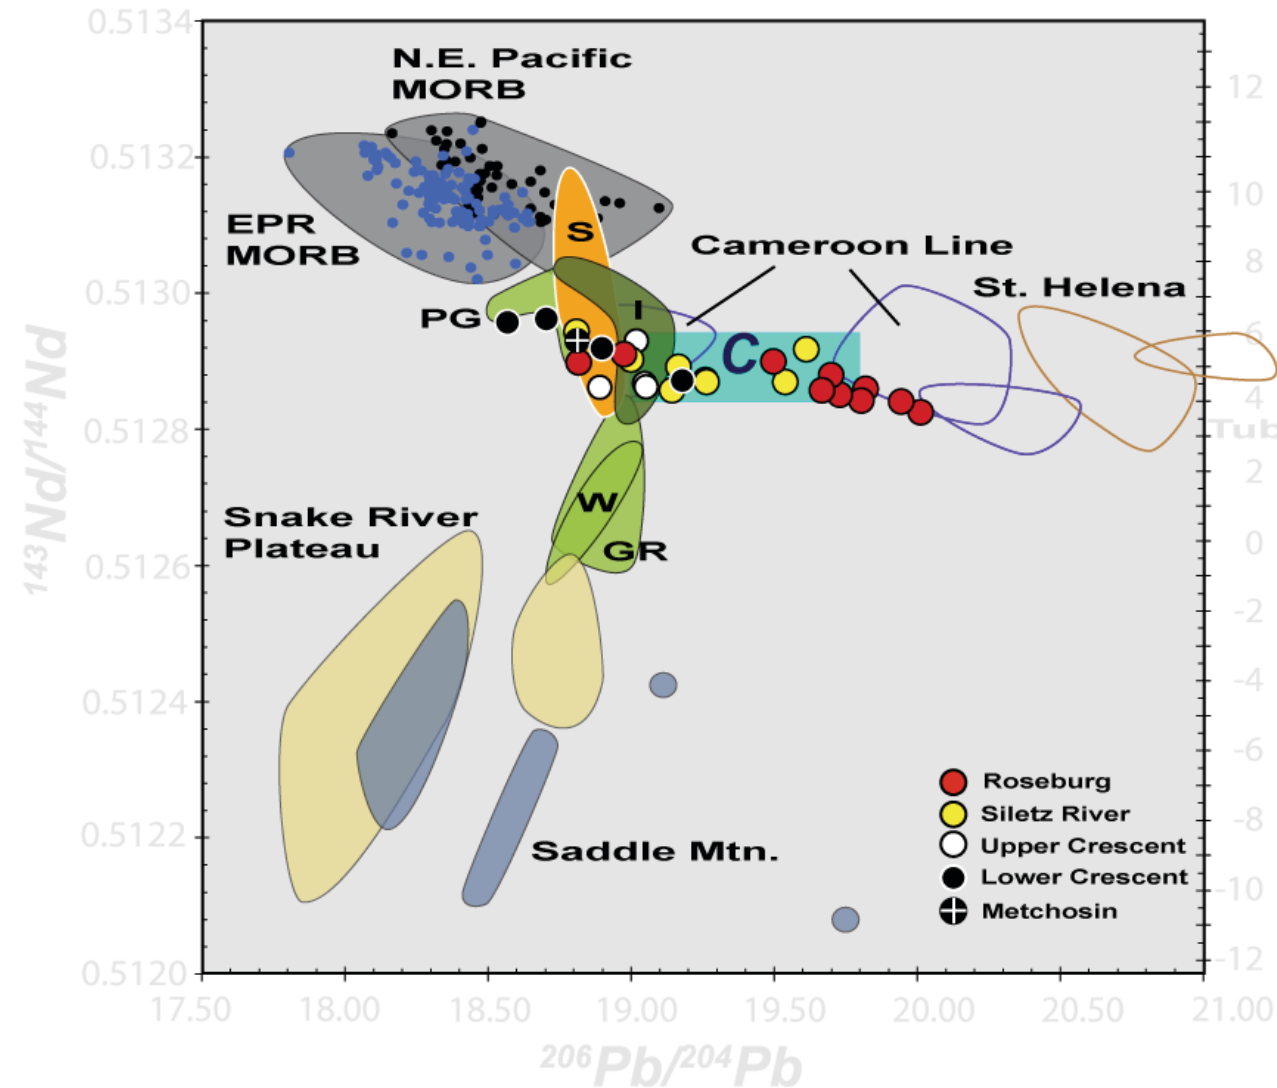 0.5134
0.5132
0.5130
0.5128
0.5126
0.5124
0.5122
0.5120
143Nd/144Nd
N.E. Pacific
MORB
EPR
MORB
S
Cameroon Line
St. Helena
PG
I
C
W
GR
Snake River
Plateau
Saddle Mtn.
Roseburg
Siletz River
Upper Crescent
Lower Crescent
Metchosin
12
10
8
6
4
Tub
2
0
-2
-4
-6
-8
-10
-12
17.50
18.00
18.50
19.00
19.50
20.00
20.50
21.00
206Pb/204Pb